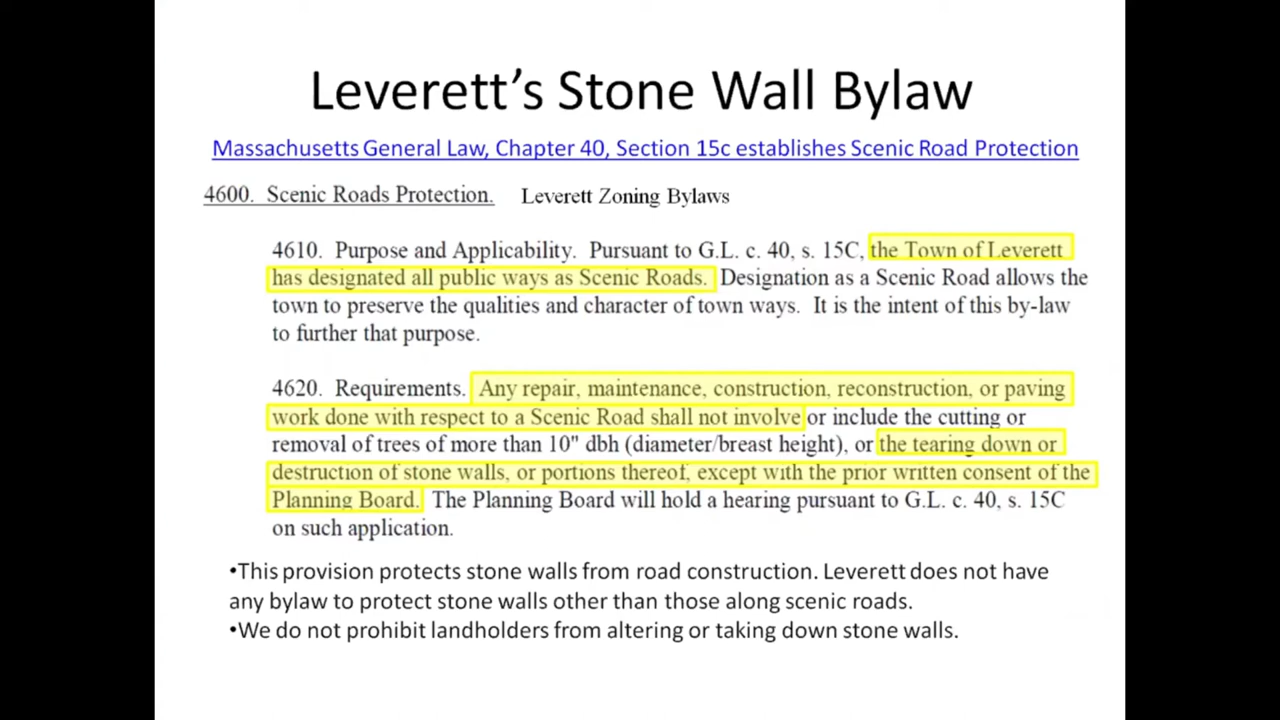 Leverett's Stone Wall Bylaw
Massachusetts General Law, Chapter 40, Section 15c establishes Scenic Road Protection
4600. Scenic Roads Protection. Leverett Zoning Bylaws
4610. Purpose and Applicability. Pursuant to G.L. c. 40, s. 15C, the Town of Leverett
has designated all public ways as Scenic Roads. Designation as a Scenic Road allows the
town to preserve the qualities and character of town ways. It is the intent of this by-law
to further that purpose.
4620. Requirements. Any repair, maintenance, construction, reconstruction, or paving
work done with respect to a Scenic Road shall not involve or include the cutting or
removal of trees of more than 10" dbh (diameter/breast height), or the tearing down or
destruction of stone walls, or portions thereof, except with the prior written consent of the
Planning Board. The Planning Board will hold a hearing pursuant to G.L. c. 40, s. 15C
on such application.
•This provision protects stone walls from road construction. Leverett does not have
any bylaw to protect stone walls other than those along scenic roads.
•We do not prohibit landholders from altering or taking down stone walls.